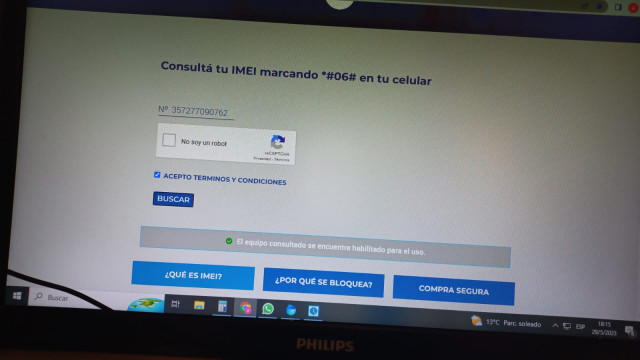 Consultá tu IMEI marcando *#06# en tu celular
Nº 357277090762
No soy un robot
reCAPTCHA
Privacidad - Términos
ACEPTO TERMINOS Y CONDICIONES
BUSCAR
El equipo consultado se encuentra habilitado para el uso.
¿QUÉ ES IMEI?
¿POR QUÉ SE BLOQUEA?
COMPRA SEGURA
Buscar
13°C Parc. soleado
ESP
18:15
29/5/2023
PHILIPS